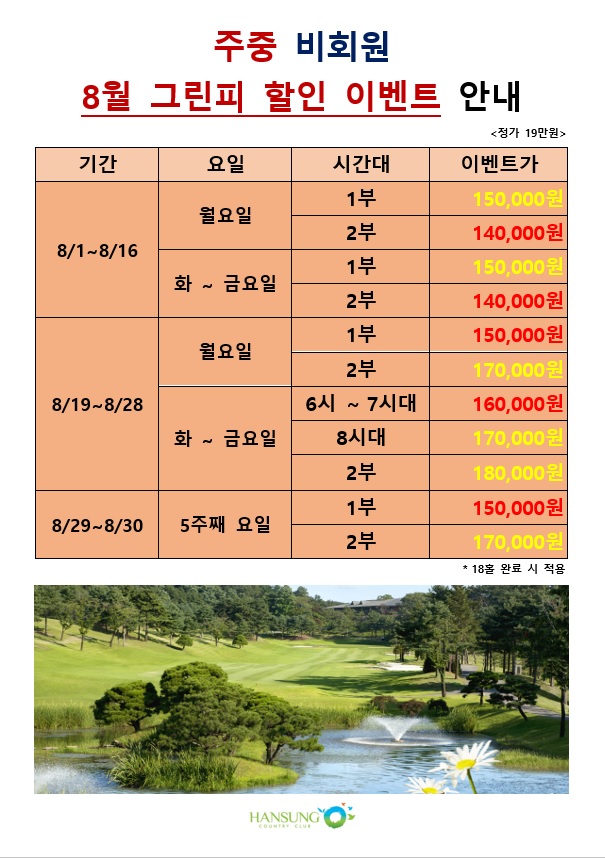 주중 비회원
8월 그린피 할인 이벤트 안내
<정가 19만원>
기간 요일 시간대 이벤트가
8/1~8/16 월요일 1부 150,000원
2부 140,000원
화 ~ 금요일 1부 150,000원
2부 140,000원
8/19~8/28 월요일 1부 150,000원
2부 170,000원
화 ~ 금요일 6시 ~ 7시대 160,000원
8시대 170,000원
2부 180,000원
8/29~8/30 5주째 요일 1부 150,000원
2부 170,000원
* 18홀 완료 시 적용
HANSUNG
COUNTRY CLUB